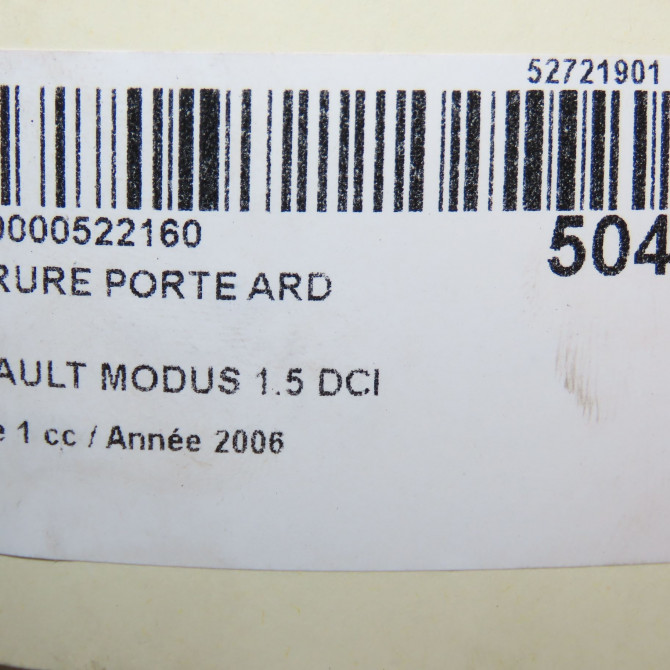 52721901
0000522160
504
RURE PORTE ARD
AULT MODUS 1.5 DCI
e 1 cc / Année 2006